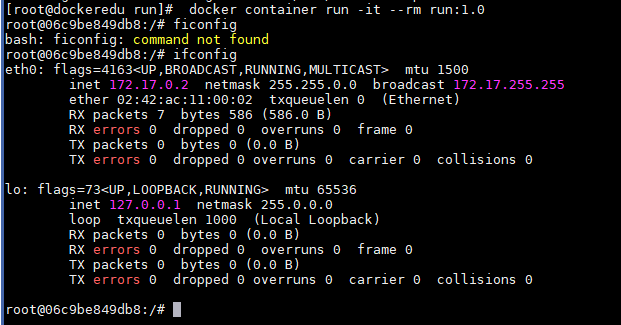 [root@dockeredu run]#  docker container run -it --rm run:1.0
root@06c9be849db8:/# ficonfig
bash: ficonfig: command not found
root@06c9be849db8:/# ifconfig
eth0: flags=4163<UP,BROADCAST,RUNNING,MULTICAST>  mtu 1500
        inet 172.17.0.2  netmask 255.255.0.0  broadcast 172.17.255.255
        ether 02:42:ac:11:00:02  txqueuelen 0  (Ethernet)
        RX packets 7  bytes 586 (586.0 B)
        RX errors 0  dropped 0  overruns 0  frame 0
        TX packets 0  bytes 0 (0.0 B)
        TX errors 0  dropped 0 overruns 0  carrier 0  collisions 0

lo: flags=73<UP,LOOPBACK,RUNNING>  mtu 65536
        inet 127.0.0.1  netmask 255.0.0.0
        loop  txqueuelen 1000  (Local Loopback)
        RX packets 0  bytes 0 (0.0 B)
        RX errors 0  dropped 0  overruns 0  frame 0
        TX packets 0  bytes 0 (0.0 B)
        TX errors 0  dropped 0 overruns 0  carrier 0  collisions 0

root@06c9be849db8:/#